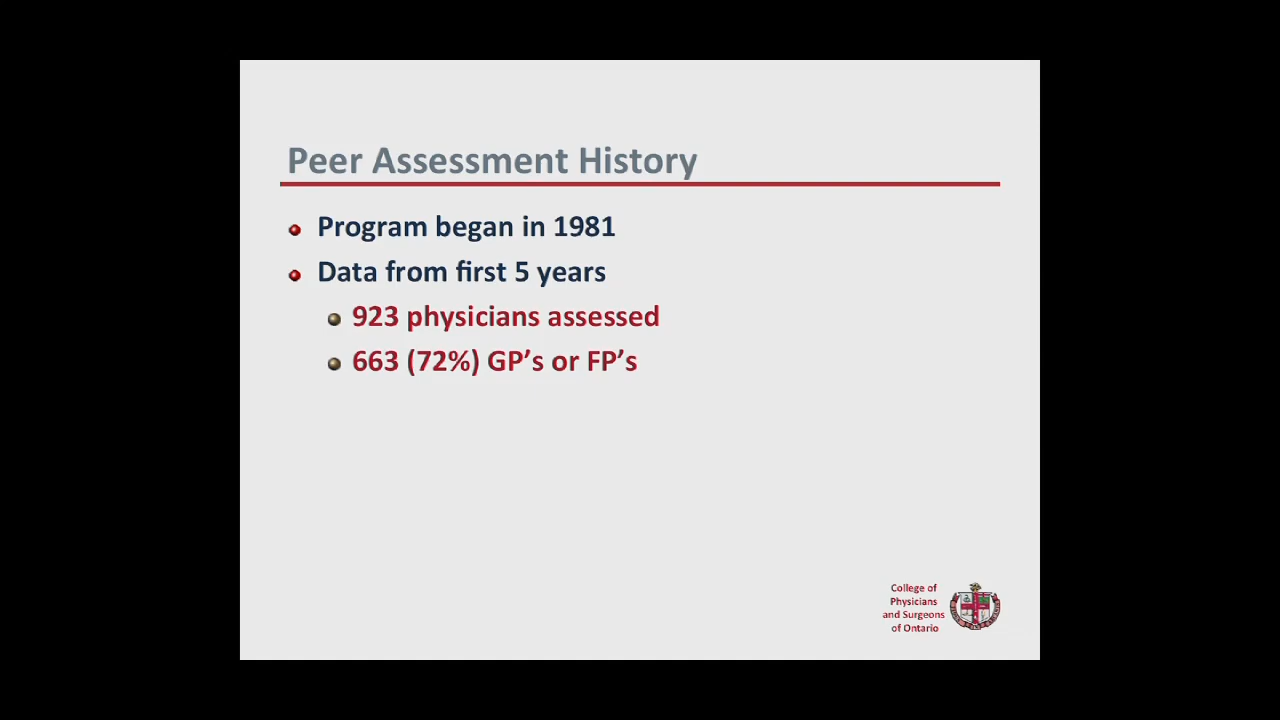 Peer Assessment History
Program began in 1981
Data from first 5 years
923 physicians assessed
663 (72%) GP’s or FP’s
College of
Physicians
and Surgeons
of Ontario